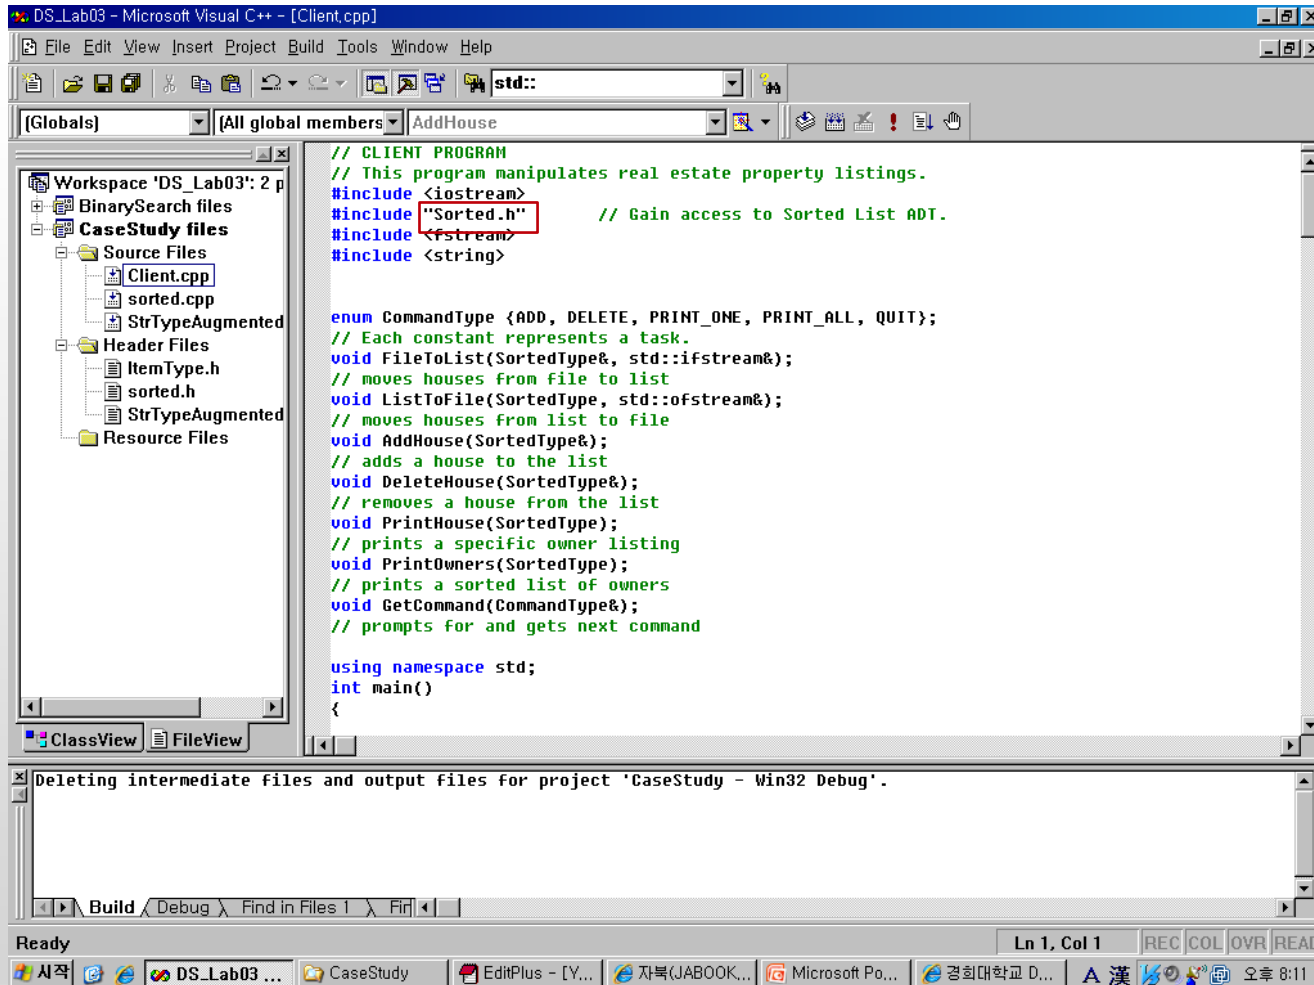 DS_Lab03 - Microsoft Visual C++ - [Client.cpp]
File Edit View Insert Project Build Tools Window Help
std::
(Globals) (All global members AddHouse
Workspace 'DS_Lab03': 2 p
BinarySearch files
CaseStudy files
Source Files
Client.cpp
sorted.cpp
StrTypeAugmented
Header Files
ItemType.h
sorted.h
StrTypeAugmented
Resource Files
ClassView FileView
// CLIENT PROGRAM
// This program manipulates real estate property listings.
#include <iostream>
#include "Sorted.h" // Gain access to Sorted List ADT.
#include <fstream>
#include <string>
enum CommandType {ADD, DELETE, PRINT_ONE, PRINT_ALL, QUIT};
// Each constant represents a task.
void FileToList(SortedType&, std::ifstream&);
// moves houses from file to list
void ListToFile(SortedType, std::ofstream&);
// moves houses from list to file
void AddHouse(SortedType&);
// adds a house to the list
void DeleteHouse(SortedType&);
// removes a house from the list
void PrintHouse(SortedType);
// prints a specific owner listing
void PrintOwners(SortedType);
// prints a sorted list of owners
void GetCommand(CommandType&);
// prompts for and gets next command
using namespace std;
int main()
{
Deleting intermediate files and output files for project 'CaseStudy - Win32 Debug'.
Build Debug Find in Files 1 Fin
Ready Ln 1, Col 1 REC COL OVR READ
시작 DS_Lab03 ... CaseStudy EditPlus - [Y... 자북(JABOOK... Microsoft Po... 경희대학교 D... A 漢 오후 8:11